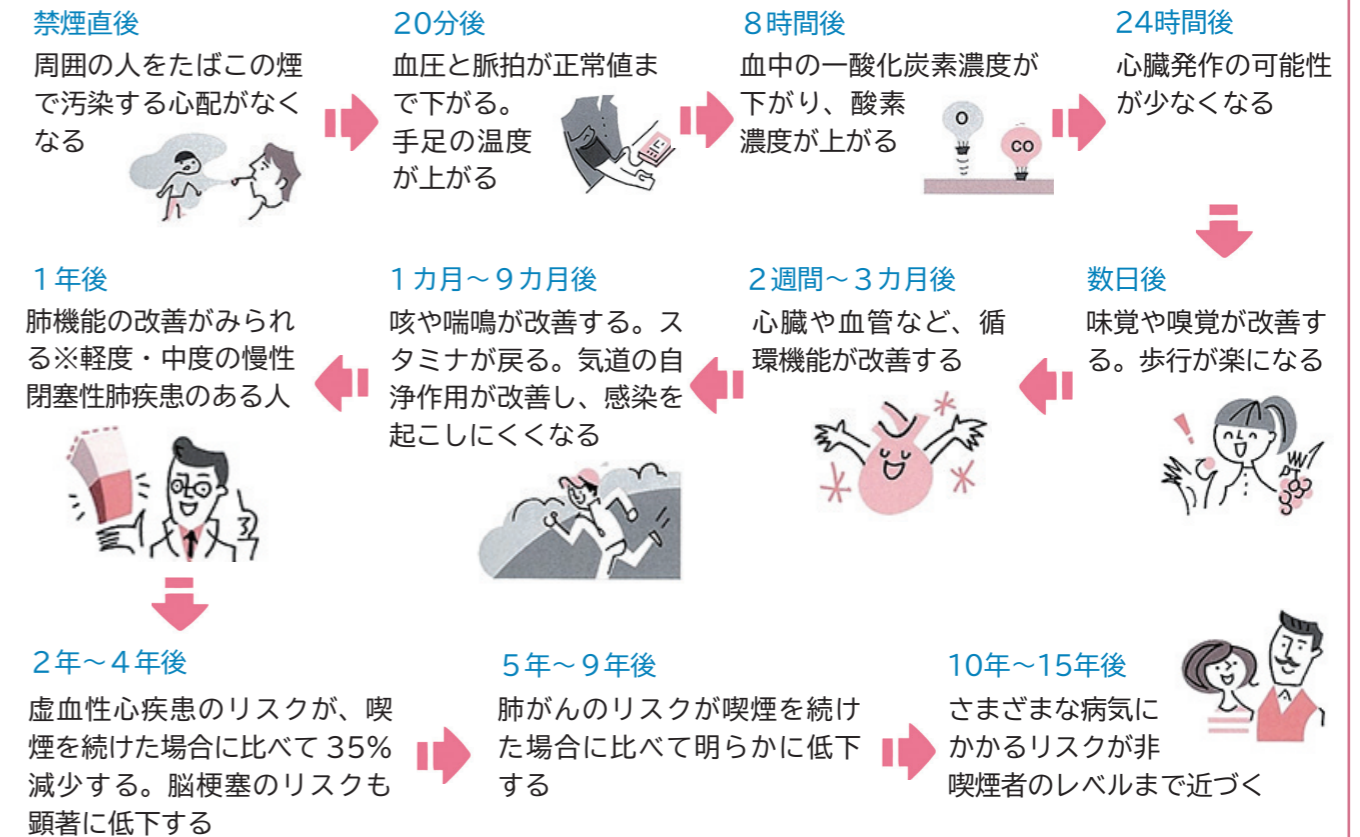 禁煙直後
周囲の人をたばこの煙
で汚染する心配がなく
なる
20分後
血圧と脈拍が正常値ま
で下がる。
手足の温度
が上がる
8時間後
血中の一酸化炭素濃度が
下がり、酸素
濃度が上がる
O
CO
24時間後
心臓発作の可能性
が少なくなる
数日後
味覚や嗅覚が改善す
る。歩行が楽になる
2週間~3カ月後
心臓や血管など、循
環機能が改善する
1カ月~9カ月後
咳や喘鳴が改善する。ス
タミナが戻る。気道の自
浄作用が改善し、感染を
起こしにくくなる
1年後
肺機能の改善がみられ
る※軽度・中度の慢性
閉塞性肺疾患のある人
2年~4年後
虚血性心疾患のリスクが、喫
煙を続けた場合に比べて 35%
減少する。脳梗塞のリスクも
顕著に低下する
5年~9年後
肺がんのリスクが喫煙を続け
た場合に比べて明らかに低下
する
10年~15年後
さまざまな病気に
かかるリスクが非
喫煙者のレベルまで近づく